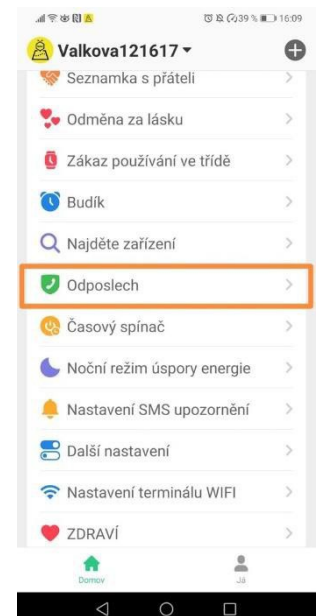 39 % 16:09
Valkova121617
Seznamka s přáteli
Odměna za lásku
Zákaz používání ve třídě
Budík
Najděte zařízení
Odposlech
Časový spínač
Noční režim úspory energie
Nastavení SMS upozornění
Další nastavení
Nastavení terminálu WIFI
ZDRAVÍ
Domov Já